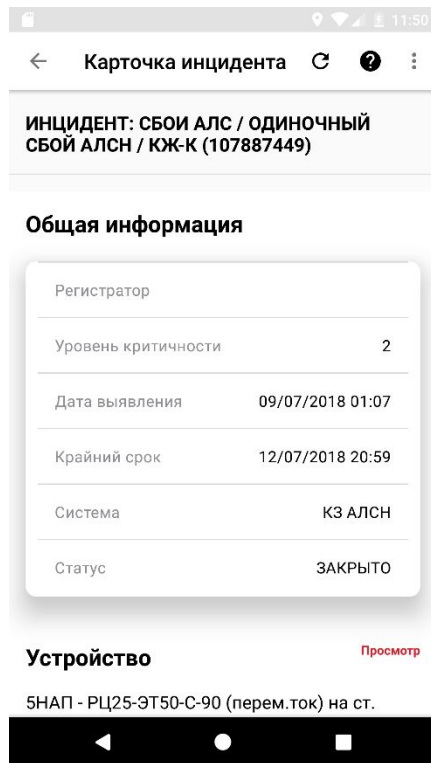 11:50
Карточка инцидента
ИНЦИДЕНТ: СБОИ АЛС / ОДИНОЧНЫЙ
СБОЙ АЛСН / КЖ-К (107887449)
Общая информация
Регистратор
Уровень критичности 2
Дата выявления 09/07/2018 01:07
Крайний срок 12/07/2018 20:59
Система КЗ АЛСН
Статус ЗАКРЫТО
Устройство Просмотр
5НАП - РЦ25-ЭТ50-С-90 (перем.ток) на ст.